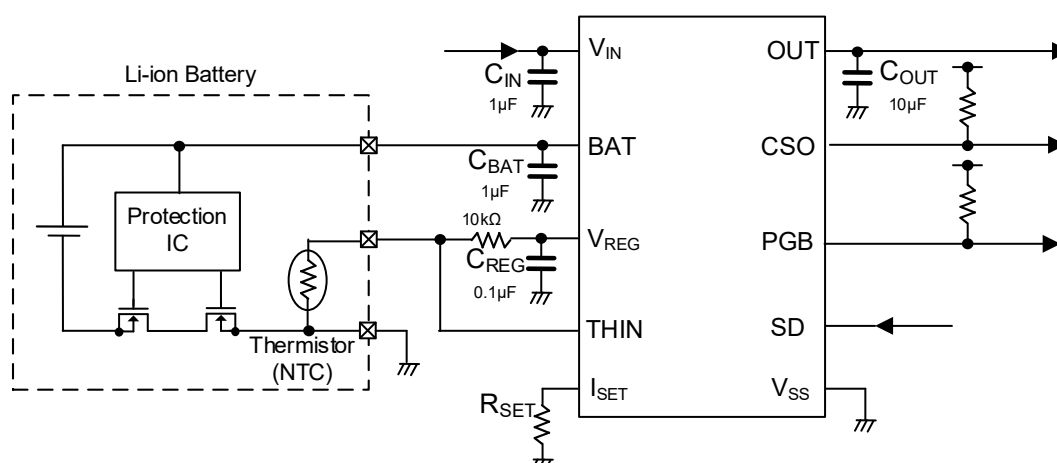 Li-ion Battery
Protection
IC
Thermistor
(NTC)
C_IN
1µF
C_BAT
1µF
10kΩ
C_REG
0.1µF
R_SET
V_IN
BAT
V_REG
THIN
I_SET
OUT
CSO
PGB
SD
V_SS
C_OUT
10µF